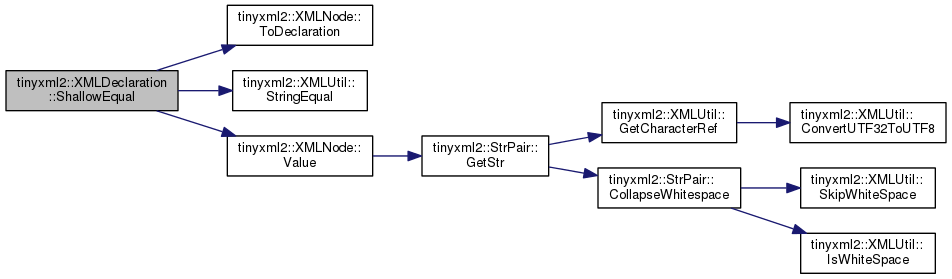 tinyxml2::XMLDeclaration
::ShallowEqual
tinyxml2::XMLNode::
ToDeclaration
tinyxml2::XMLUtil::
StringEqual
tinyxml2::XMLNode::
Value
tinyxml2::StrPair::
GetStr
tinyxml2::XMLUtil::
GetCharacterRef
tinyxml2::XMLUtil::
ConvertUTF32ToUTF8
tinyxml2::StrPair::
CollapseWhitespace
tinyxml2::XMLUtil::
SkipWhiteSpace
tinyxml2::XMLUtil::
IsWhiteSpace